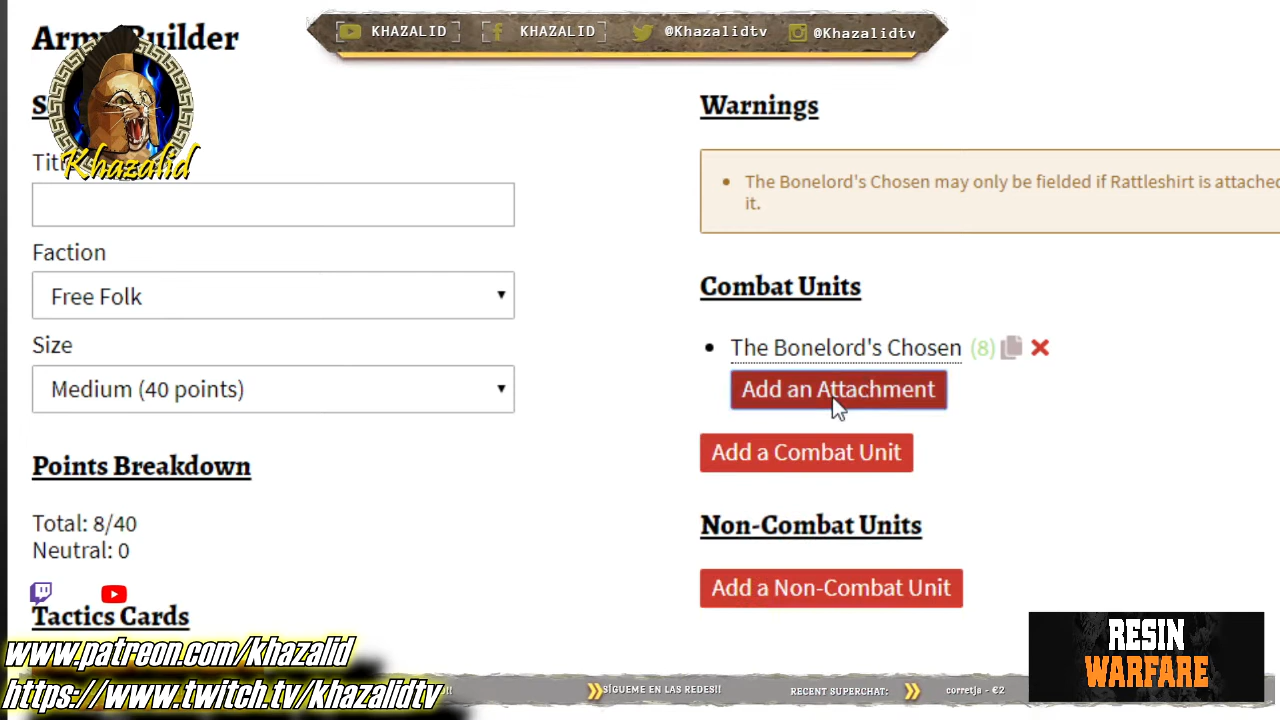 Army Builder
KHAZALID
KHAZALID
@Khazalidtv
@Khazalidtv
Khazalid
Title
Faction
Free Folk
Size
Medium (40 points)
Points Breakdown
Total: 8/40
Neutral: 0
Tactics Cards
Warnings
The Bonelord's Chosen may only be fielded if Rattleshirt is attached
it.
Combat Units
The Bonelord's Chosen (8)
Add an Attachment
Add a Combat Unit
Non-Combat Units
Add a Non-Combat Unit
RESIN
WARFARE
www.patreon.com/khazalid
https://www.twitch.tv/khazalidtv
!!
SÍGUEME EN LAS REDES!!
RECENT SUPERCHAT:
corretja - €2